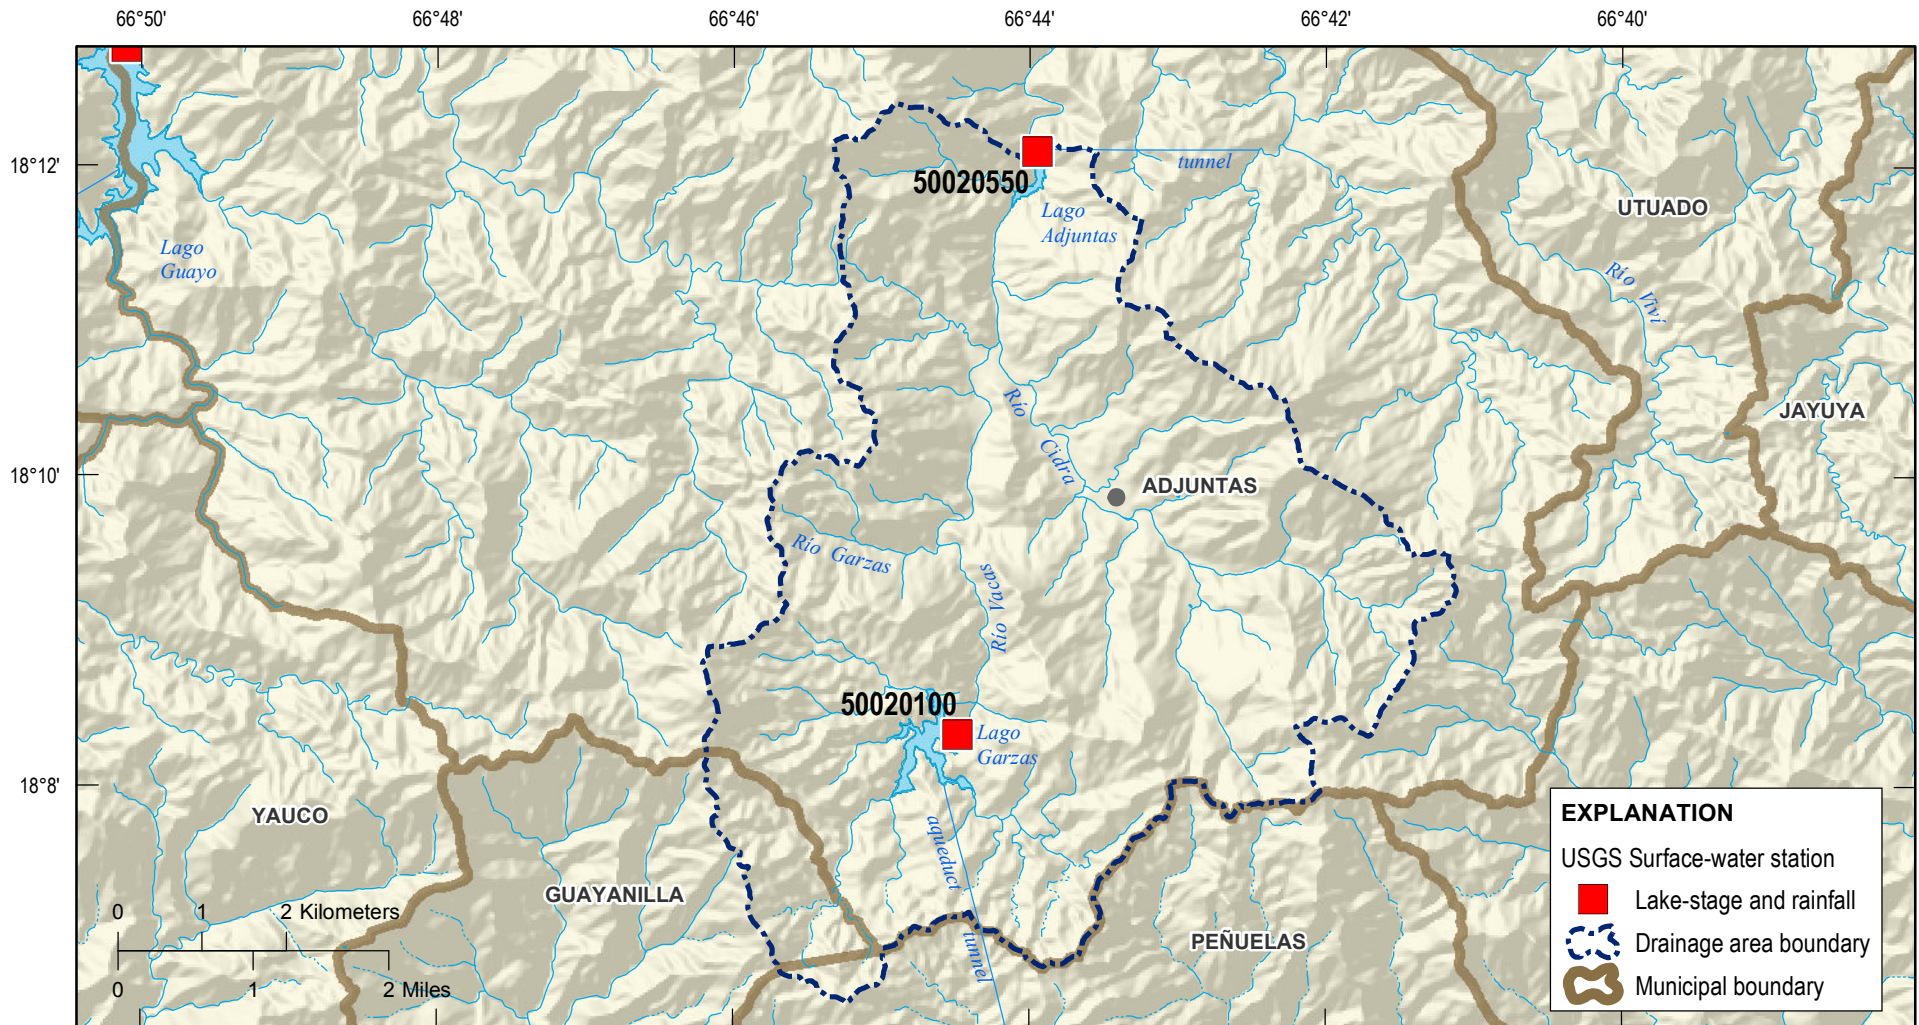 66°50'
66°48'
66°46'
66°44'
66°42'
66°40'
18°12'
18°10'
18°8'
tunnel
50020550
Lago
Adjuntas
UTUADO
Lago
Guayo
Río Viví
JAYUYA
Río Cidra
ADJUNTAS
Río Garzas
Río Vacas
50020100
Lago
Garzas
YAUCO
aqueduct
tunnel
GUAYANILLA
PEÑUELAS
0 1 2 Kilometers
0 1 2 Miles
EXPLANATION
USGS Surface-water station
Lake-stage and rainfall
Drainage area boundary
Municipal boundary